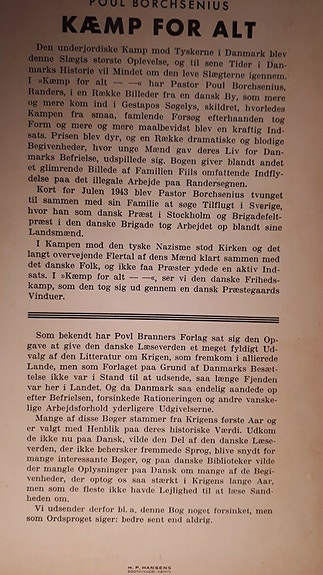 POUL BORCHSENIUS
KÆMP FOR ALT
Den underjordiske Kamp mod Tyskerne i Danmark blev
denne Slægts største Oplevelse, og til sene Tider i Dan-
marks Historie vil Mindet om den leve Slægterne igennem.
I »Kæmp for alt — —« har Pastor Poul Borchsenius,
Randers, i en Række Billeder fra en dansk By, som mere
og mere kom ind i Gestapos Søgelys, skildret, hvorledes
Kampen fra smaa, famlende Forsøg efterhaanden tog
Form og mere og mere maalbevidst blev en kraftig Ind-
sats. Prisen blev dyr, og en Række dramatiske og blodige
Begivenheder, hvor unge Mænd gav deres Liv for Dan-
marks Befrielse, udspillede sig. Bogen giver blandt andet
et glimrende Billede af Familien Fiils omfattende Indfly-
delse paa det illegale Arbejde paa Randersegnen.
Kort før Julen 1943 blev Pastor Borchsenius tvunget
til sammen med sin Familie at søge Tilflugt i Sverige,
hvor han som dansk Præst i Stockholm og Brigadefelt-
præst i den danske Brigade tog Arbejdet op blandt sine
Landsmænd.
I Kampen mod den tyske Nazisme stod Kirken og det
langt overvejende Flertal af dens Mænd klart sammen med
det danske Folk, og ikke faa Præster ydede en aktiv Ind-
sats. I »Kæmp for alt — —«, ser vi den danske Friheds-
kamp, som den tog sig ud gennem en dansk Præstegaards
Vinduer.
Som bekendt har Povl Branners Forlag sat sig den Op-
gave at give den danske Læseverden et meget fyldigt Ud-
valg af den Litteratur om Krigen, som fremkom i allierede
Lande, men som Forlaget paa Grund af Danmarks Besæt-
telse ikke var i Stand til at udsende, saa længe Fjenden
var her i Landet. Og da Danmark saa endelig aandede op
efter Befrielsen, forsinkede Rationeringen og andre vanske-
lige Arbejdsforhold yderligere Udgivelserne.
Mange af disse Bøger stammer fra Krigens første Aar og
er valgt med Henblik paa deres historiske Værdi. Udkom
de ikke nu paa Dansk, vilde den Del af den danske Læse-
verden, der ikke behersker fremmede Sprog, blive snydt for
mange interessante Bøger, og paa danske Biblioteker vilde
der mangle Oplysninger paa Dansk om mange af de Begi-
venheder, der optog os saa stærkt i Krigens lange Aar,
men som de fleste ikke havde Lejlighed til at læse Sand-
heden om.
Vi udsender derfor bl. a. denne Bog noget forsinket, men
som Ordsproget siger: bedre sent end aldrig.
H. P. HANSENS